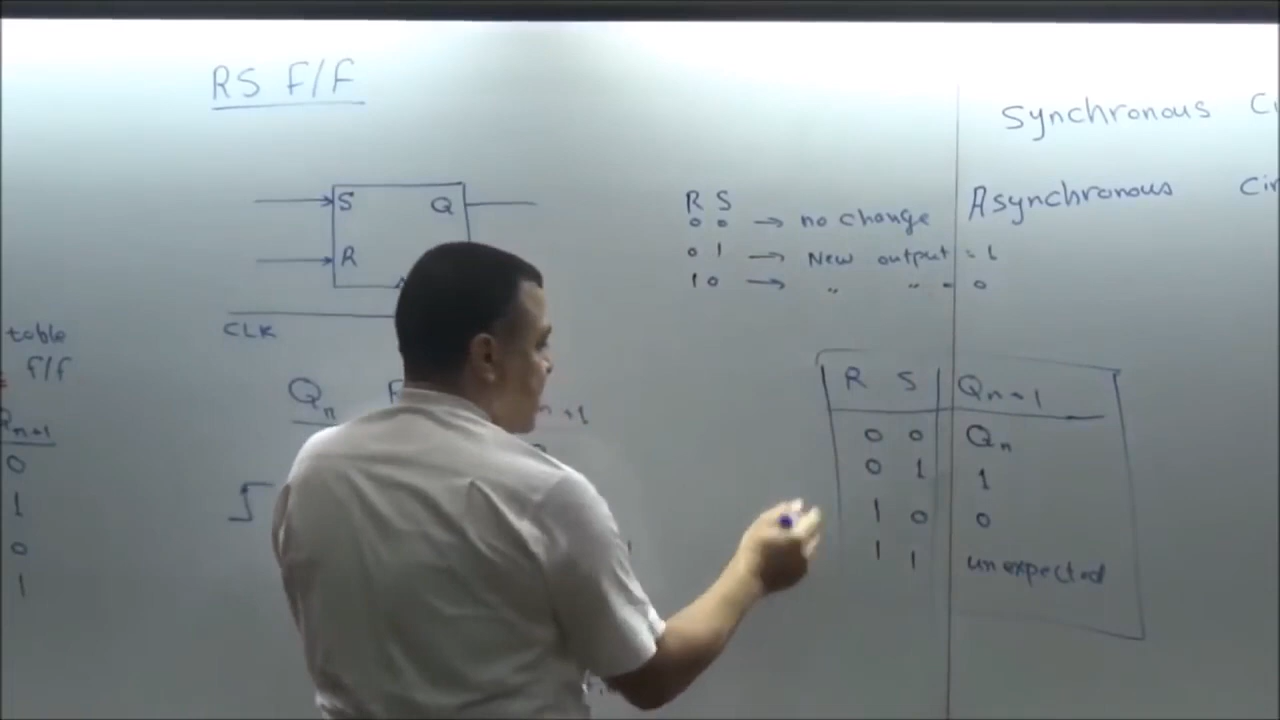 RS F/F
Synchronous
Asynchronous
S Q
R
CLK
R S
0 0 → no change
0 1 → New output = 1
1 0 → " " = 0
table
f/f
Qn+1
0
1
0
1
Qn
n+1
R S Qn+1
0 0 Qn
0 1 1
1 0 0
1 1 unexpected